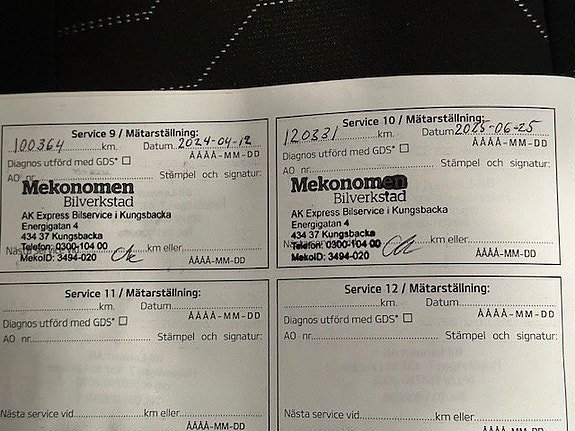 Service 9 / Mätarställning:
100364 km. Datum 2024-04-12
Diagnos utförd med GDS* ☐ ÅÅÅÅ-MM-DD
AO nr. Stämpel och signatur:
Mekonomen
Bilverkstad
AK Express Bilservice i Kungsbacka
Energigatan 4
434 37 Kungsbacka
Telefon: 0300-104 00
Nästa service vid km eller
MekoID: 3494-020
ÅÅÅÅ-MM-DD
Service 10 / Mätarställning:
120331 km. Datum 2025-06-25
Diagnos utförd med GDS* ☐ ÅÅÅÅ-MM-DD
AO nr. Stämpel och signatur:
Mekonomen
Bilverkstad
AK Express Bilservice i Kungsbacka
Energigatan 4
434 37 Kungsbacka
Telefon: 0300-104 00
km eller
MekoID: 3494-020
ÅÅÅÅ-MM-DD
Service 11 / Mätarställning:
km. Datum
Diagnos utförd med GDS* ☐ ÅÅÅÅ-MM-DD
AO nr. Stämpel och signatur:
Nästa service vid km eller
ÅÅÅÅ-MM-DD
Service 12 / Mätarställning:
km. Datum
Diagnos utförd med GDS* ☐ ÅÅÅÅ-MM-DD
AO nr. Stämpel och signatur:
Nästa service vid km eller
ÅÅÅÅ-MM-DD